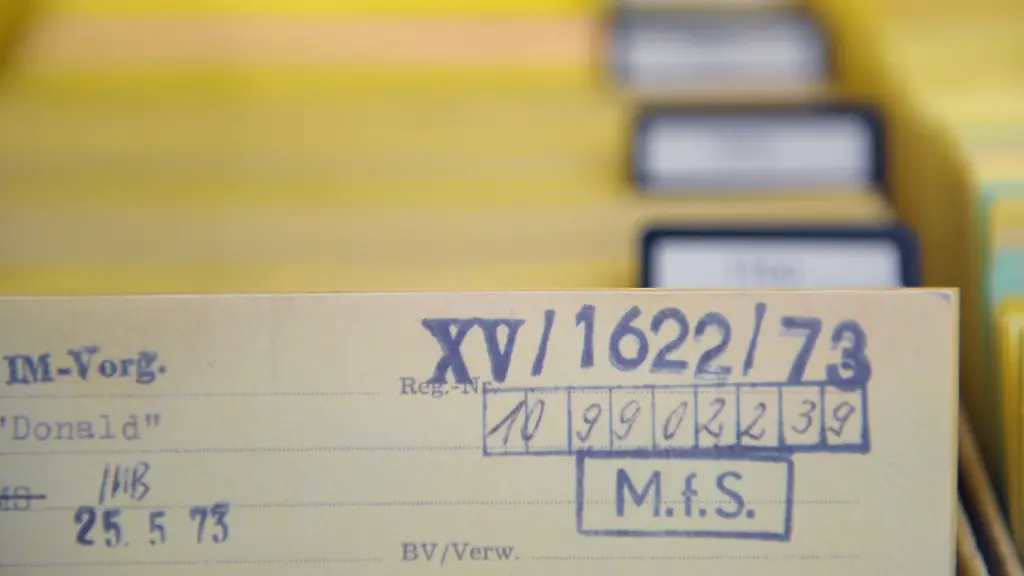 XV/1622/73
IM-Vorg.
Reg.-Nr.
"Donald"
10 9 9 0 2 2 3 9
IMB
M.f.S.
25. 5 73
BV/Verw.